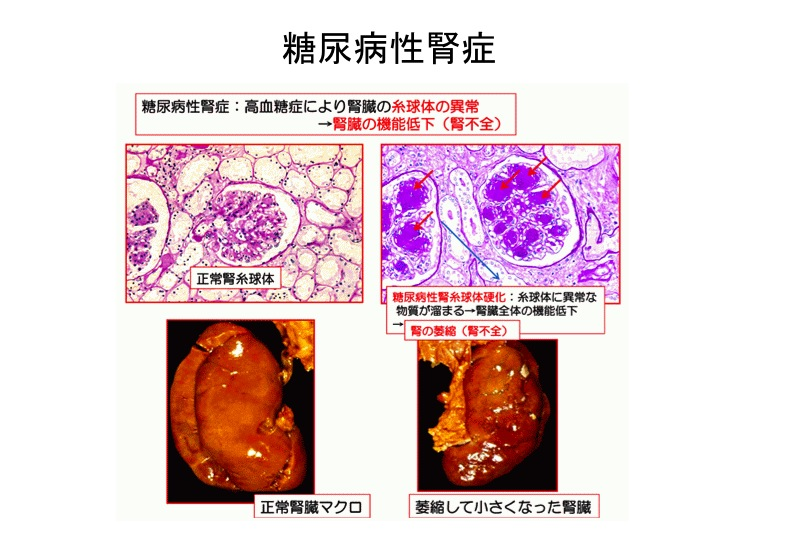 糖尿病性腎症
糖尿病性腎症：高血糖症により腎臓の糸球体の異常
→腎臓の機能低下（腎不全）
正常腎糸球体
糖尿病性腎糸球体硬化：糸球体に異常な
物質が溜まる→腎臓全体の機能低下
→
腎の萎縮（腎不全）
正常腎臓マクロ
萎縮して小さくなった腎臓